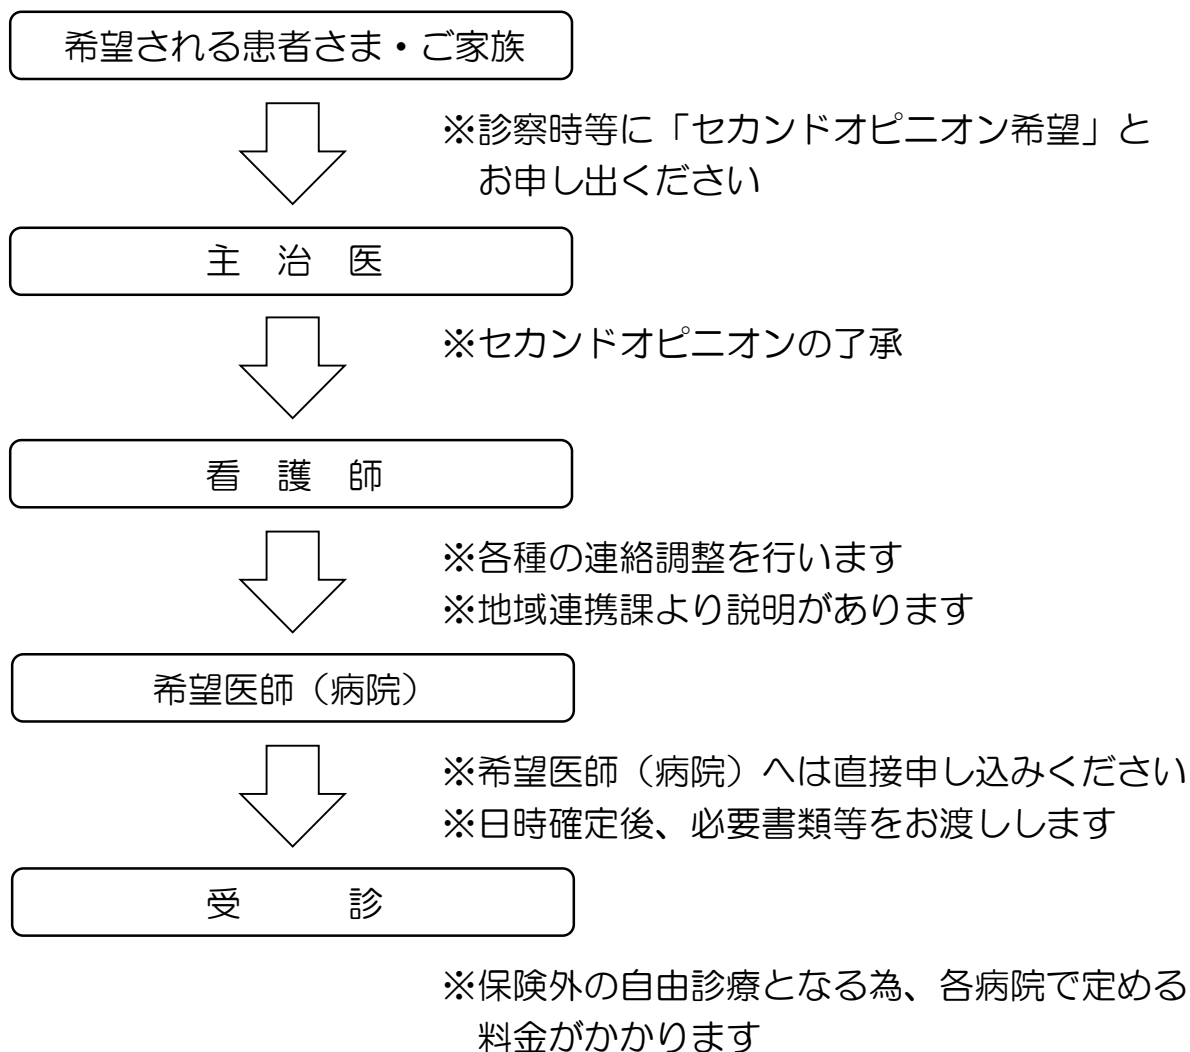 希望される患者さま・ご家族
※診察時等に「セカンドオピニオン希望」と
お申し出ください
主　治　医
※セカンドオピニオンの了承
看　護　師
※各種の連絡調整を行います
※地域連携課より説明があります
希望医師（病院）
※希望医師（病院）へは直接申し込みください
※日時確定後、必要書類等をお渡しします
受　　　診
※保険外の自由診療となる為、各病院で定める
料金がかかります